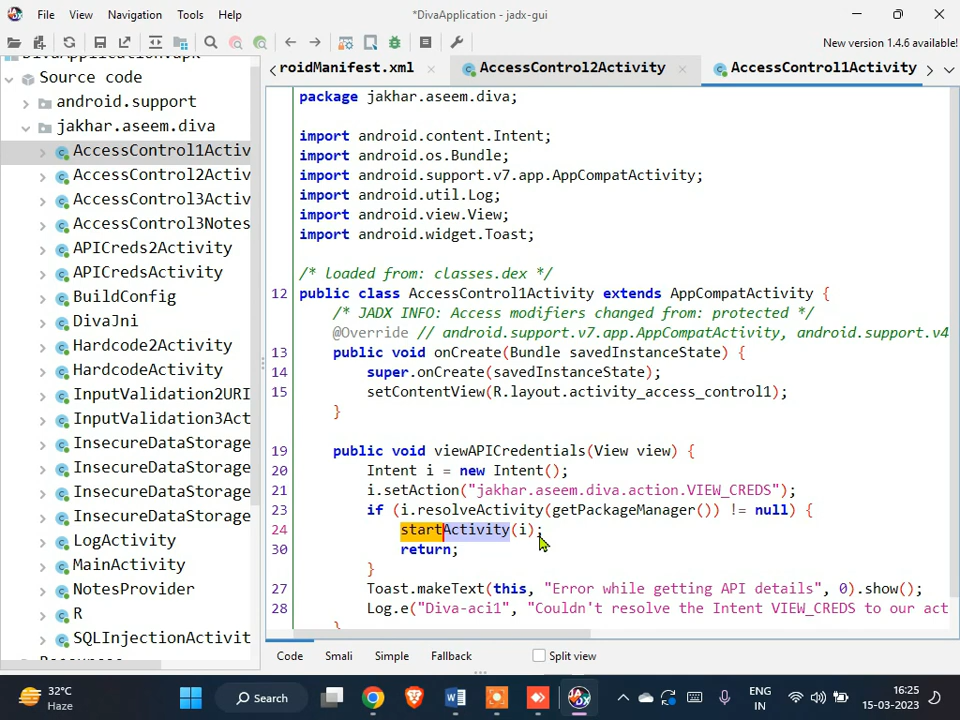 File View Navigation Tools Help *DivaApplication - jadx-gui
New version 1.4.6 available!
Source code
android.support
jakhar.aseem.diva
AccessControl1Activ
AccessControl2Activ
AccessControl3Activ
AccessControl3Notes
APICreds2Activity
APICredsActivity
BuildConfig
DivaJni
Hardcode2Activity
HardcodeActivity
InputValidation2URI
InputValidation3Act
InsecureDataStorage
InsecureDataStorage
InsecureDataStorage
InsecureDataStorage
LogActivity
MainActivity
NotesProvider
R
SQLInjectionActivit
roidManifest.xml AccessControl2Activity AccessControl1Activity
package jakhar.aseem.diva;
import android.content.Intent;
import android.os.Bundle;
import android.support.v7.app.AppCompatActivity;
import android.util.Log;
import android.view.View;
import android.widget.Toast;
/* loaded from: classes.dex */
12 public class AccessControl1Activity extends AppCompatActivity {
/* JADX INFO: Access modifiers changed from: protected */
@Override // android.support.v7.app.AppCompatActivity, android.support.v4
13 public void onCreate(Bundle savedInstanceState) {
14 super.onCreate(savedInstanceState);
15 setContentView(R.layout.activity_access_control1);
}
19 public void viewAPICredentials(View view) {
20 Intent i = new Intent();
21 i.setAction("jakhar.aseem.diva.action.VIEW_CREDS");
23 if (i.resolveActivity(getPackageManager()) != null) {
24 startActivity(i);
30 return;
}
27 Toast.makeText(this, "Error while getting API details", 0).show();
28 Log.e("Diva-aci1", "Couldn't resolve the Intent VIEW_CREDS to our act
}
Code Smali Simple Fallback Split view
32°C
Haze
Search
ENG
IN
16:25
15-03-2023